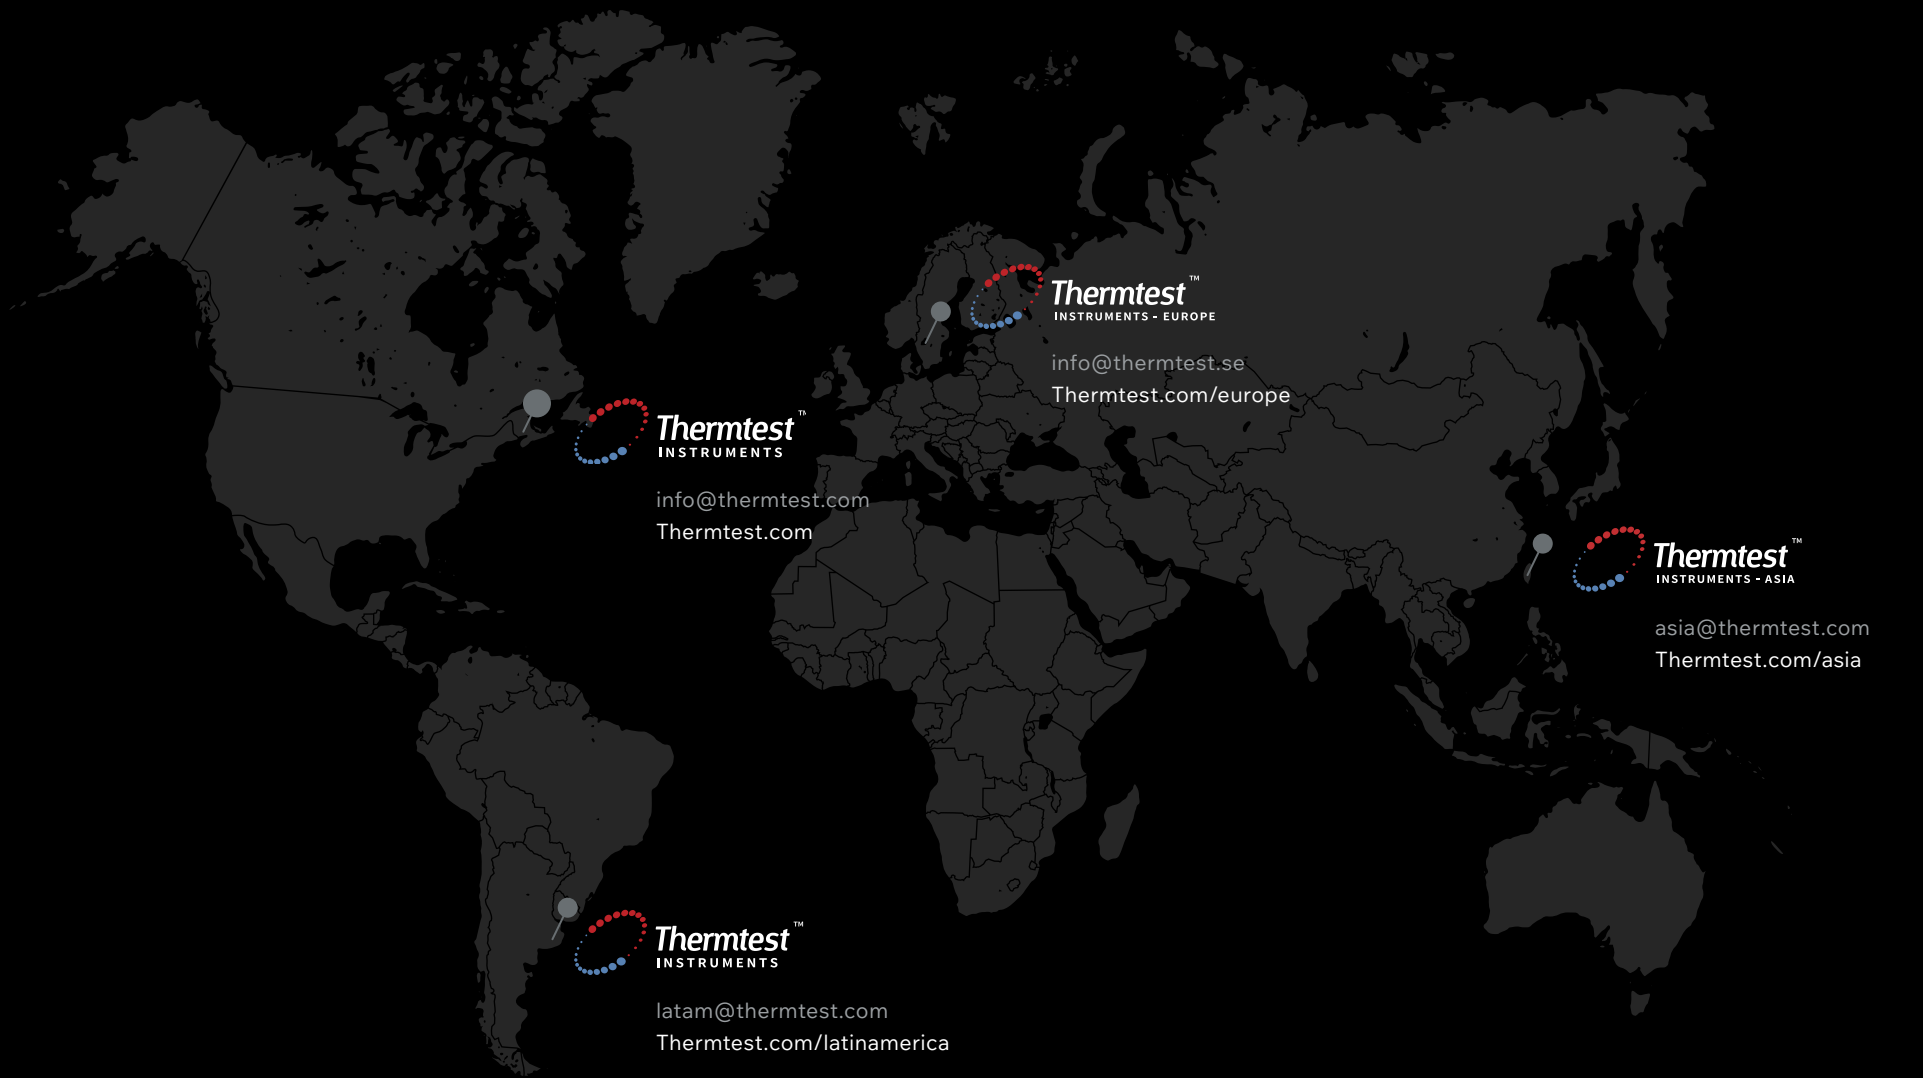 Thermtest™
INSTRUMENTS - EUROPE
info@thermtest.se
Thermtest.com/europe
Thermtest™
INSTRUMENTS
info@thermtest.com
Thermtest.com
Thermtest™
INSTRUMENTS - ASIA
asia@thermtest.com
Thermtest.com/asia
Thermtest™
INSTRUMENTS
latam@thermtest.com
Thermtest.com/latinamerica